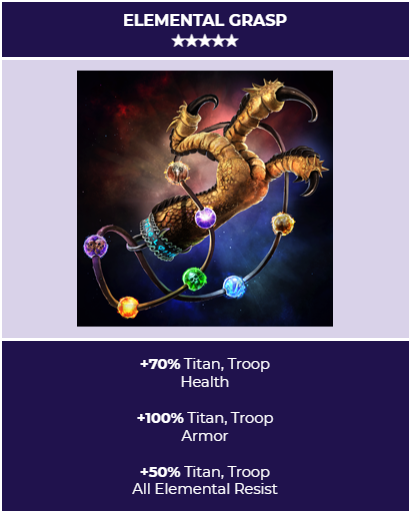 ELEMENTAL GRASP
★★★★★
+70% Titan, Troop
Health
+100% Titan, Troop
Armor
+50% Titan, Troop
All Elemental Resist